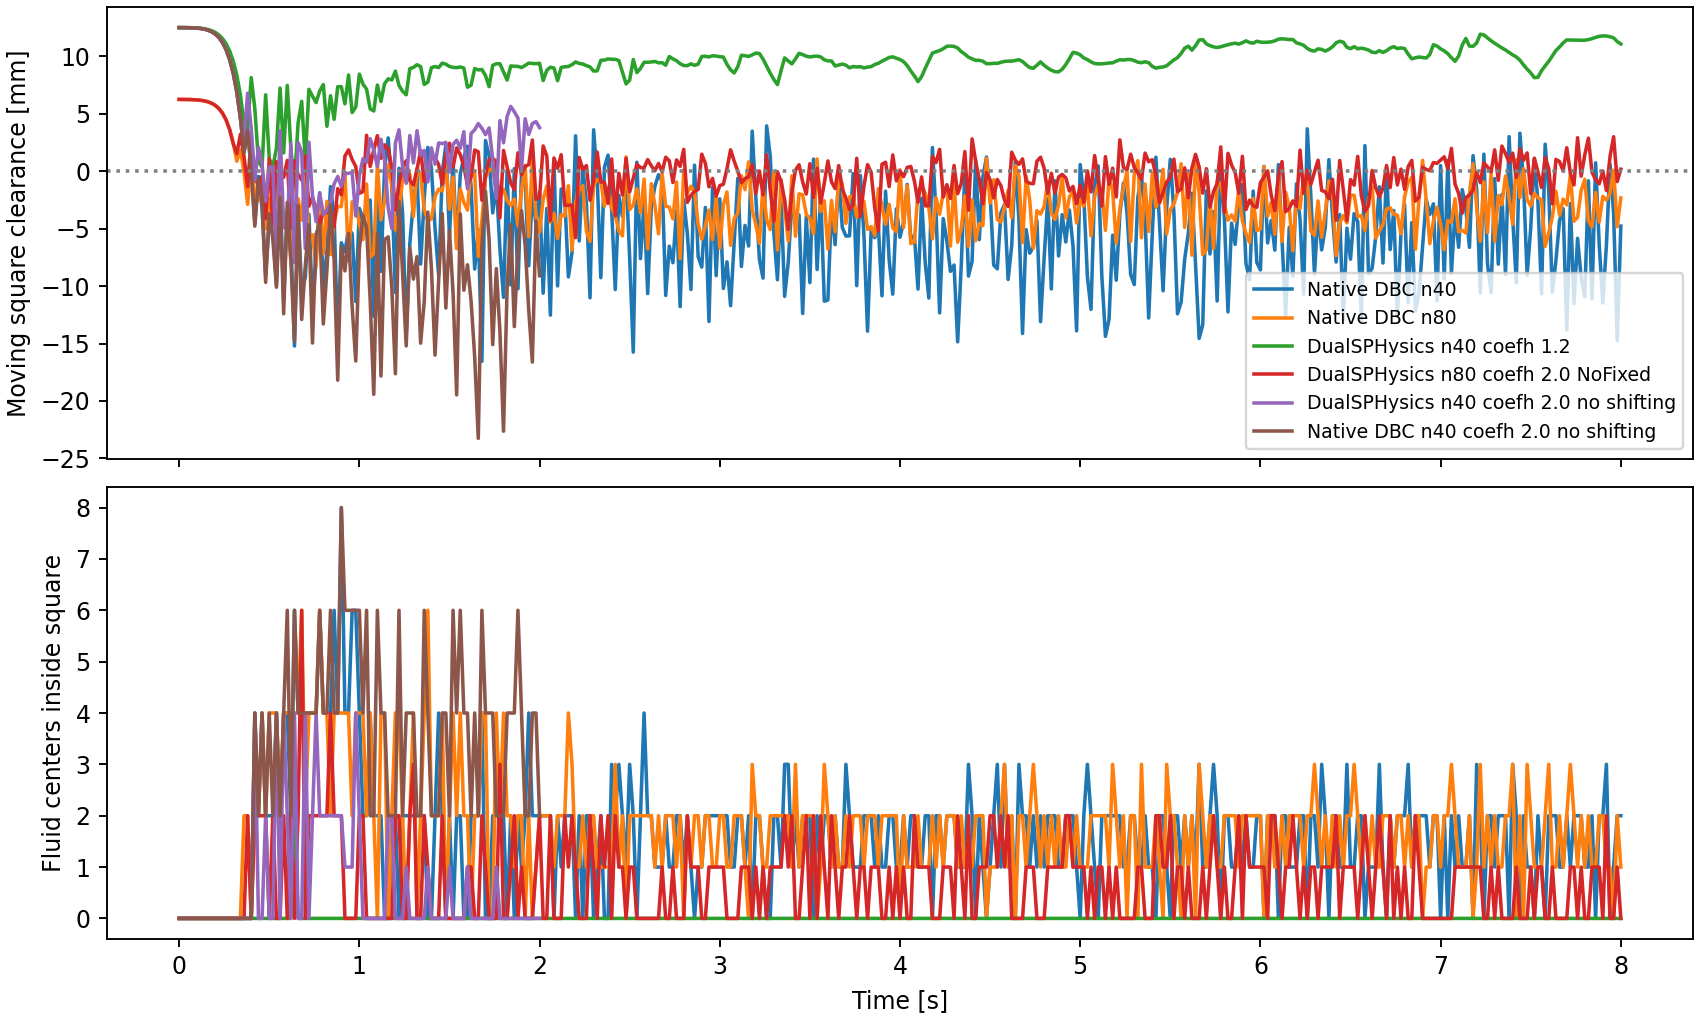 Moving square clearance [mm]
10
5
0
−5
−10
−15
−20
−25
Native DBC n40
Native DBC n80
DualSPHysics n40 coefh 1.2
DualSPHysics n80 coefh 2.0 NoFixed
DualSPHysics n40 coefh 2.0 no shifting
Native DBC n40 coefh 2.0 no shifting
Fluid centers inside square
8
7
6
5
4
3
2
1
0
0 1 2 3 4 5 6 7 8
Time [s]